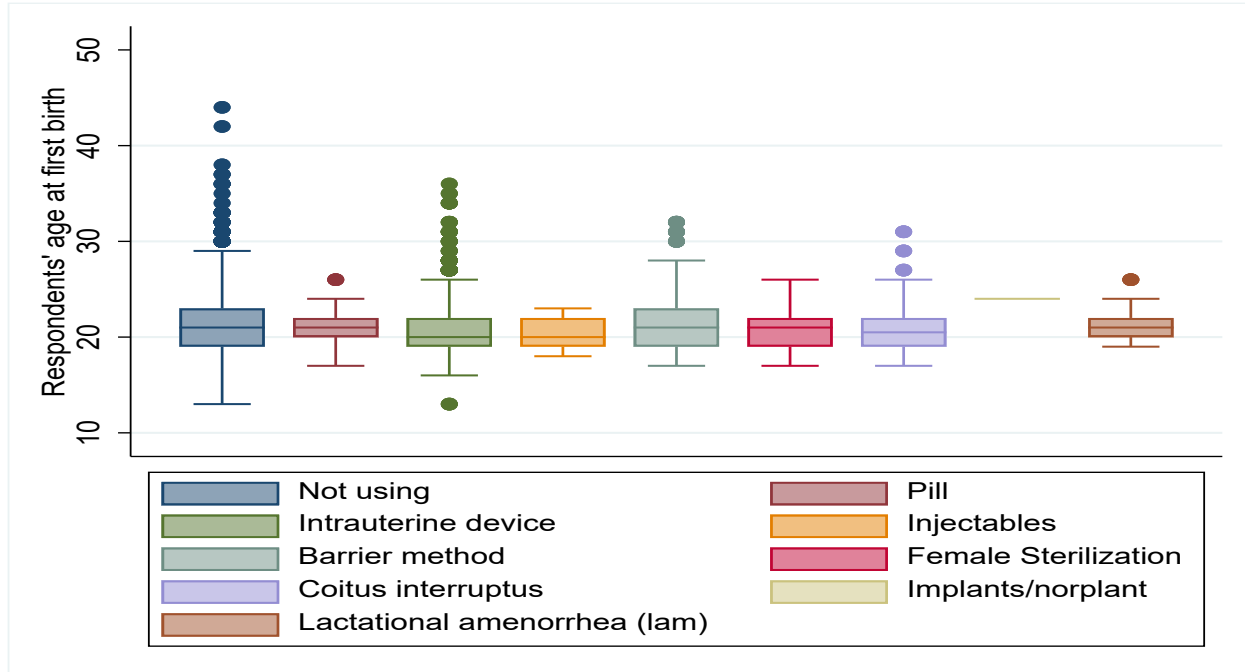 Respondents' age at first birth
50
40
30
20
10
Not using
Pill
Intrauterine device
Injectables
Barrier method
Female Sterilization
Coitus interruptus
Implants/norplant
Lactational amenorrhea (lam)